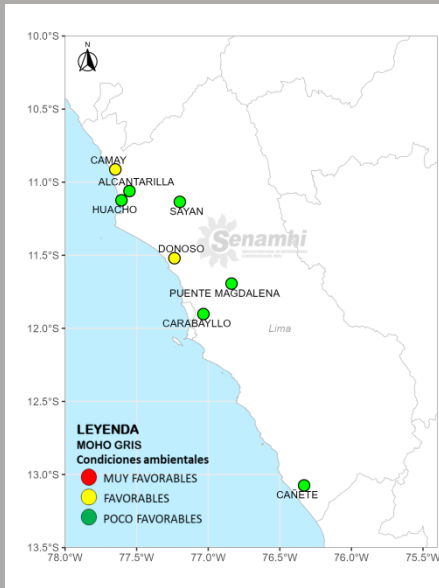 10.0°S
N
10.5°S
CAMAY
11.0°S
ALCANTARILLA
HUACHO
SAYAN
Senamhi
DONOSO
11.5°S
PUENTE MAGDALENA
CARABAYLLO
12.0°S
Lima
12.5°S
LEYENDA
MOHO GRIS
Condiciones ambientales
MUY FAVORABLES
FAVORABLES
POCO FAVORABLES
13.0°S
CAÑETE
13.5°S
78.0°W 77.5°W 77.0°W 76.5°W 76.0°W 75.5°W